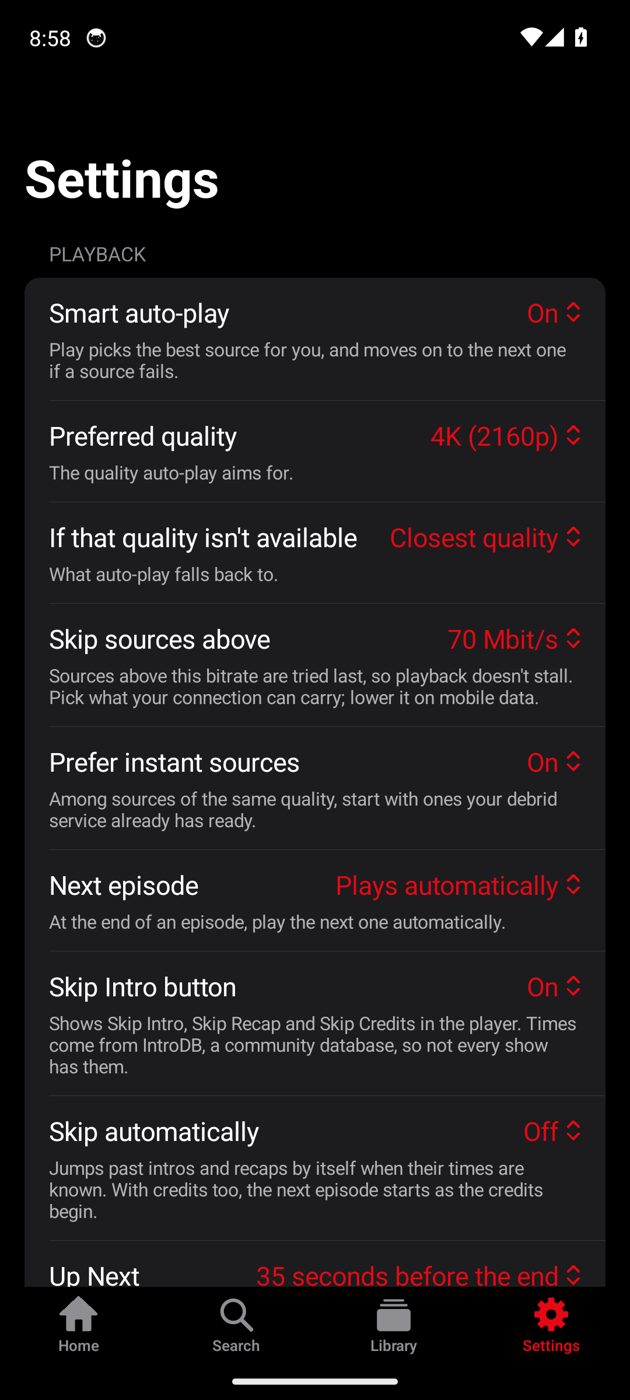 8:58
Settings
PLAYBACK
Smart auto-play On
Play picks the best source for you, and moves on to the next one
if a source fails.
Preferred quality 4K (2160p)
The quality auto-play aims for.
If that quality isn't available Closest quality
What auto-play falls back to.
Skip sources above 70 Mbit/s
Sources above this bitrate are tried last, so playback doesn't stall.
Pick what your connection can carry; lower it on mobile data.
Prefer instant sources On
Among sources of the same quality, start with ones your debrid
service already has ready.
Next episode Plays automatically
At the end of an episode, play the next one automatically.
Skip Intro button On
Shows Skip Intro, Skip Recap and Skip Credits in the player. Times
come from IntroDB, a community database, so not every show
has them.
Skip automatically Off
Jumps past intros and recaps by itself when their times are
known. With credits too, the next episode starts as the credits
begin.
Up Next 35 seconds before the end
Home Search Library Settings